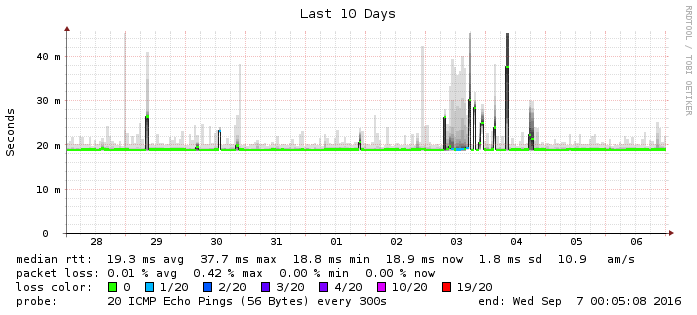 Last 10 Days
RRDTOOL / TOBI OETIKER
Seconds
40 m
30 m
20 m
10 m
0
28 29 30 31 01 02 03 04 05 06
median rtt: 19.3 ms avg 37.7 ms max 18.8 ms min 18.9 ms now 1.8 ms sd 10.9 am/s
packet loss: 0.01 % avg 0.42 % max 0.00 % min 0.00 % now
loss color: 0 1/20 2/20 3/20 4/20 10/20 19/20
probe: 20 ICMP Echo Pings (56 Bytes) every 300s end: Wed Sep 7 00:05:08 2016